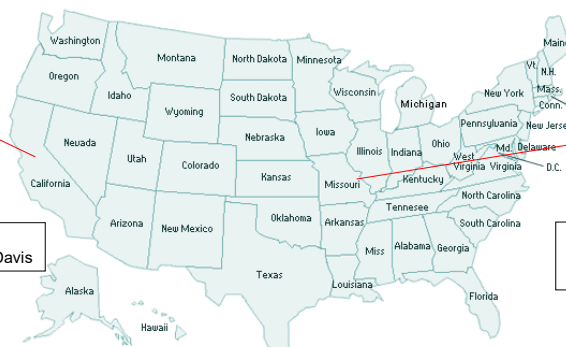 Washington
Montana
North Dakota
Minnesota
Maine
Oregon
Idaho
Wyoming
South Dakota
Wisconsin
Michigan
New York
Vt.
N.H.
Mass.
Conn.
Nevada
Utah
Colorado
Nebraska
Iowa
Illinois
Indiana
Ohio
Pennsylvania
New Jerse
California
Kansas
Missouri
Kentucky
West
Virginia
Virginia
Md.
Delaware
D.C.
Arizona
New Mexico
Oklahoma
Arkansas
Tennesee
North Carolina
South Carolina
Texas
Louisiana
Miss
Alabama
Georgia
Florida
Davis
Alaska
Hawaii